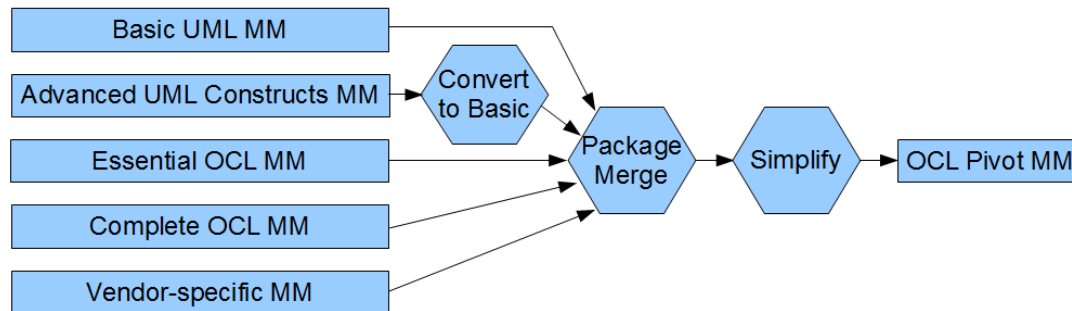 Basic UML MM
Advanced UML Constructs MM
Convert
to Basic
Essential OCL MM
Package
Merge
Simplify
OCL Pivot MM
Complete OCL MM
Vendor-specific MM